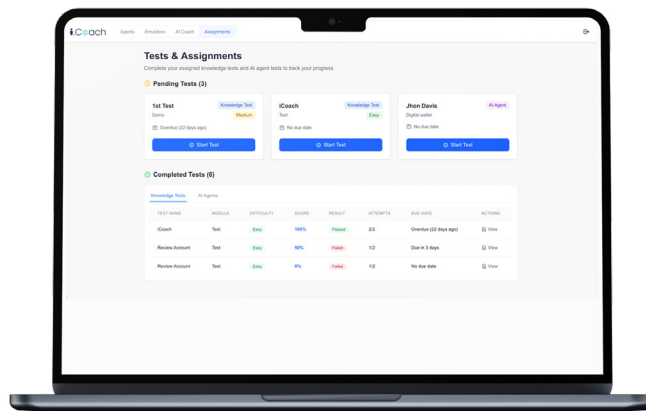 i.Coach Agents Emulators AI Coach Assignments
Tests & Assignments
Complete your assigned knowledge tests and AI agent tests to track your progress
Pending Tests (3)
1st Test Knowledge Test
Demo Medium
Overdue (22 days ago)
Start Test
iCoach Knowledge Test
Test Easy
No due date
Start Test
Jhon Davis AI Agent
Digital wallet
No due date
Start Test
Completed Tests (6)
Knowledge Tests AI Agents
TEST NAME MODULE DIFFICULTY SCORE RESULT ATTEMPTS DUE DATE ACTIONS
iCoach Test Easy 100% Passed 2/2 Overdue (22 days ago) View
Review Account Test Easy 50% Failed 1/2 Due in 3 days View
Review Account Test Easy 0% Failed 1/2 No due date View